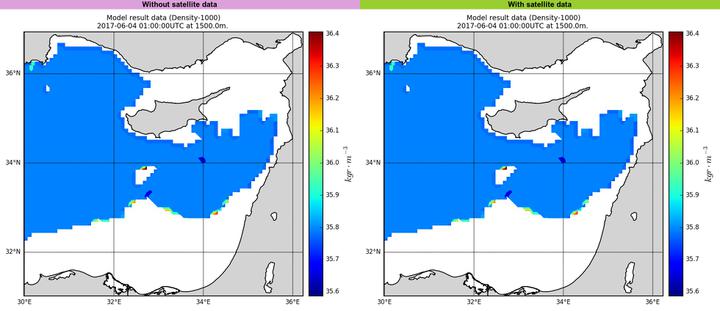 Without satellite data
Model result data (Density-1000)
2017-06-04 01:00:00UTC at 1500.0m.
36°N
34°N
32°N
30°E
32°E
34°E
36°E
36.4
36.3
36.2
36.1
36.0
35.9
35.8
35.7
35.6
kgr · m⁻³
With satellite data
Model result data (Density-1000)
2017-06-04 01:00:00UTC at 1500.0m.
36°N
34°N
32°N
30°E
32°E
34°E
36°E
36.4
36.3
36.2
36.1
36.0
35.9
35.8
35.7
35.6
kgr · m⁻³